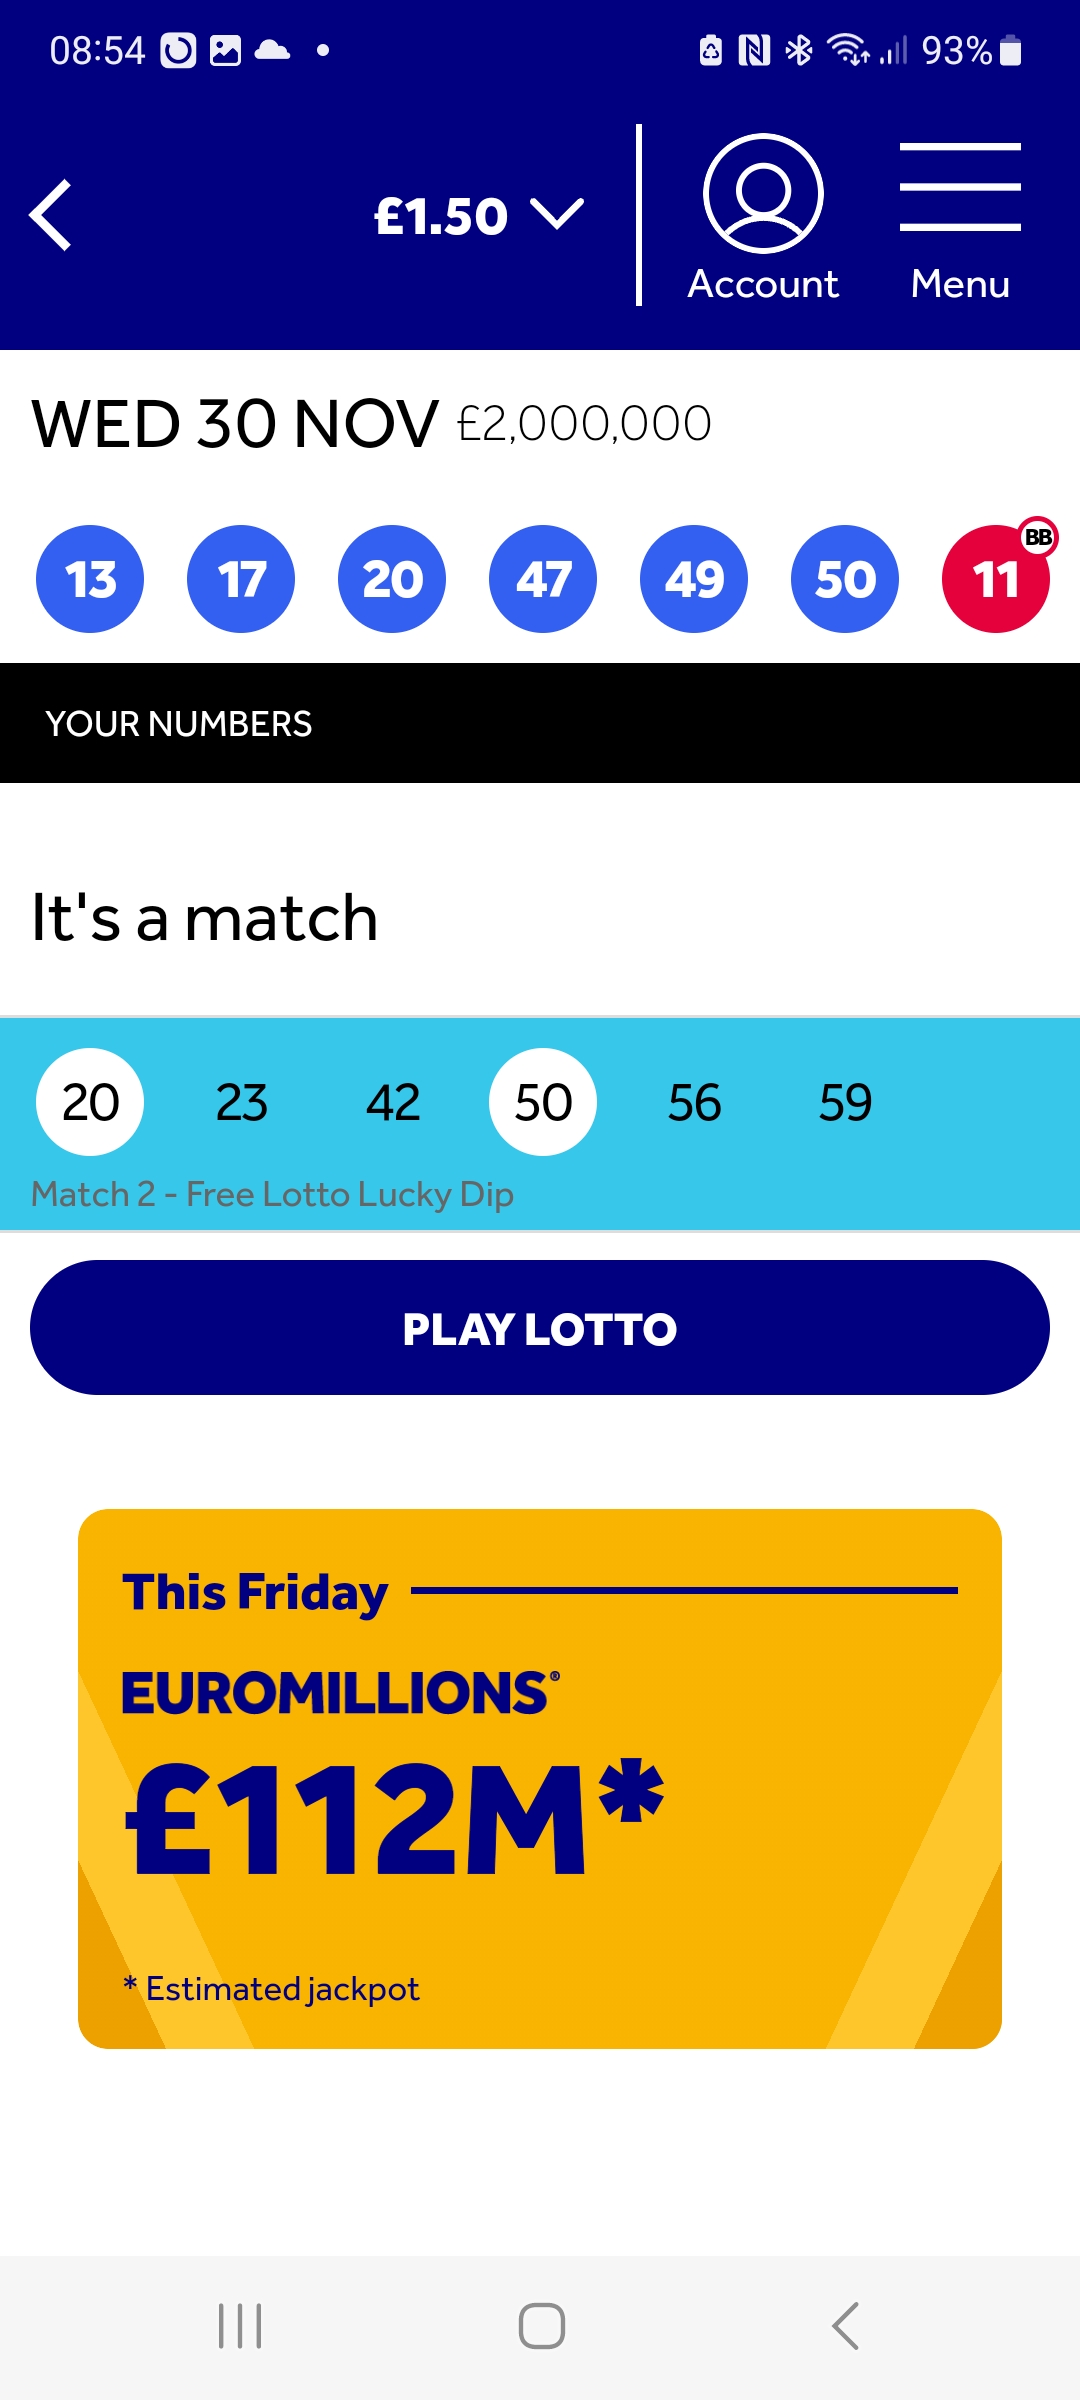 08:54 93%
£1.50
Account Menu
WED 30 NOV £2,000,000
13 17 20 47 49 50 11 BB
YOUR NUMBERS
It's a match
20 23 42 50 56 59
Match 2 - Free Lotto Lucky Dip
PLAY LOTTO
This Friday
EUROMILLIONS®
£112M*
* Estimated jackpot